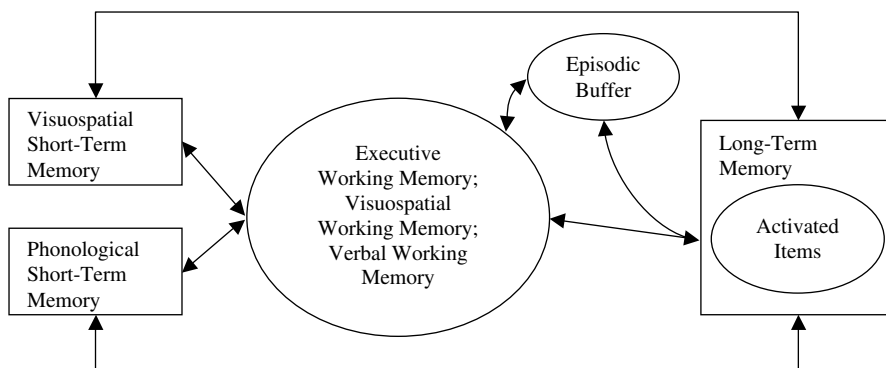 Visuospatial
Short-Term
Memory
Phonological
Short-Term
Memory
Executive
Working Memory;
Visuospatial
Working Memory;
Verbal Working
Memory
Episodic
Buffer
Long-Term
Memory
Activated
Items